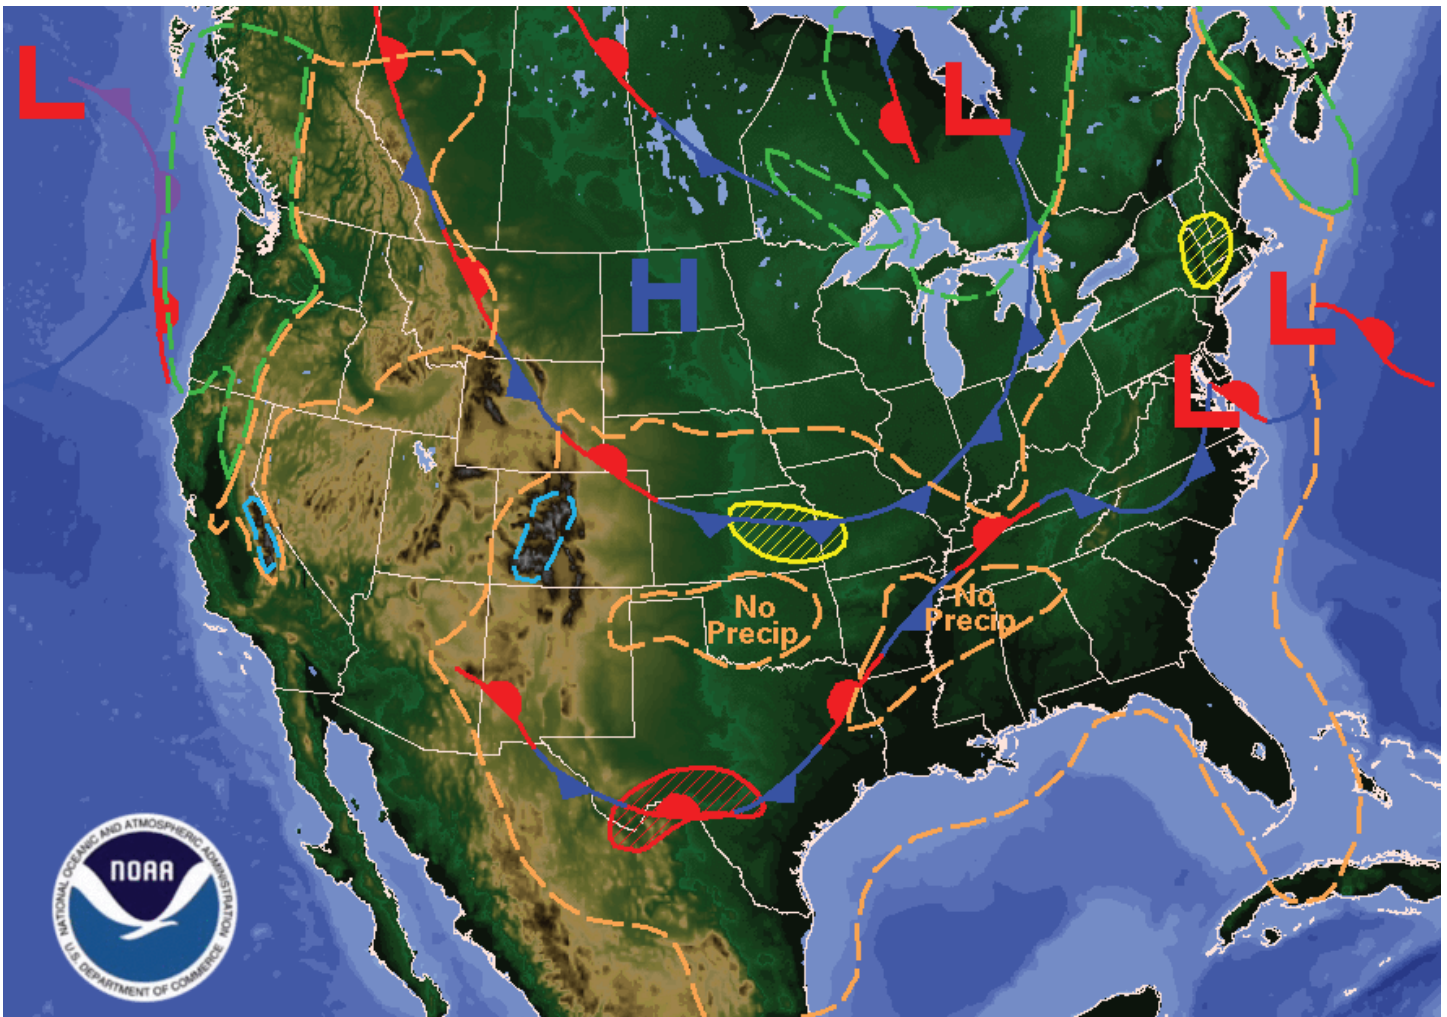 L
L
H
L
L
No
Precip
No
Precip
NATIONAL OCEANIC AND ATMOSPHERIC ADMINISTRATION
NOAA
U.S. DEPARTMENT OF COMMERCE